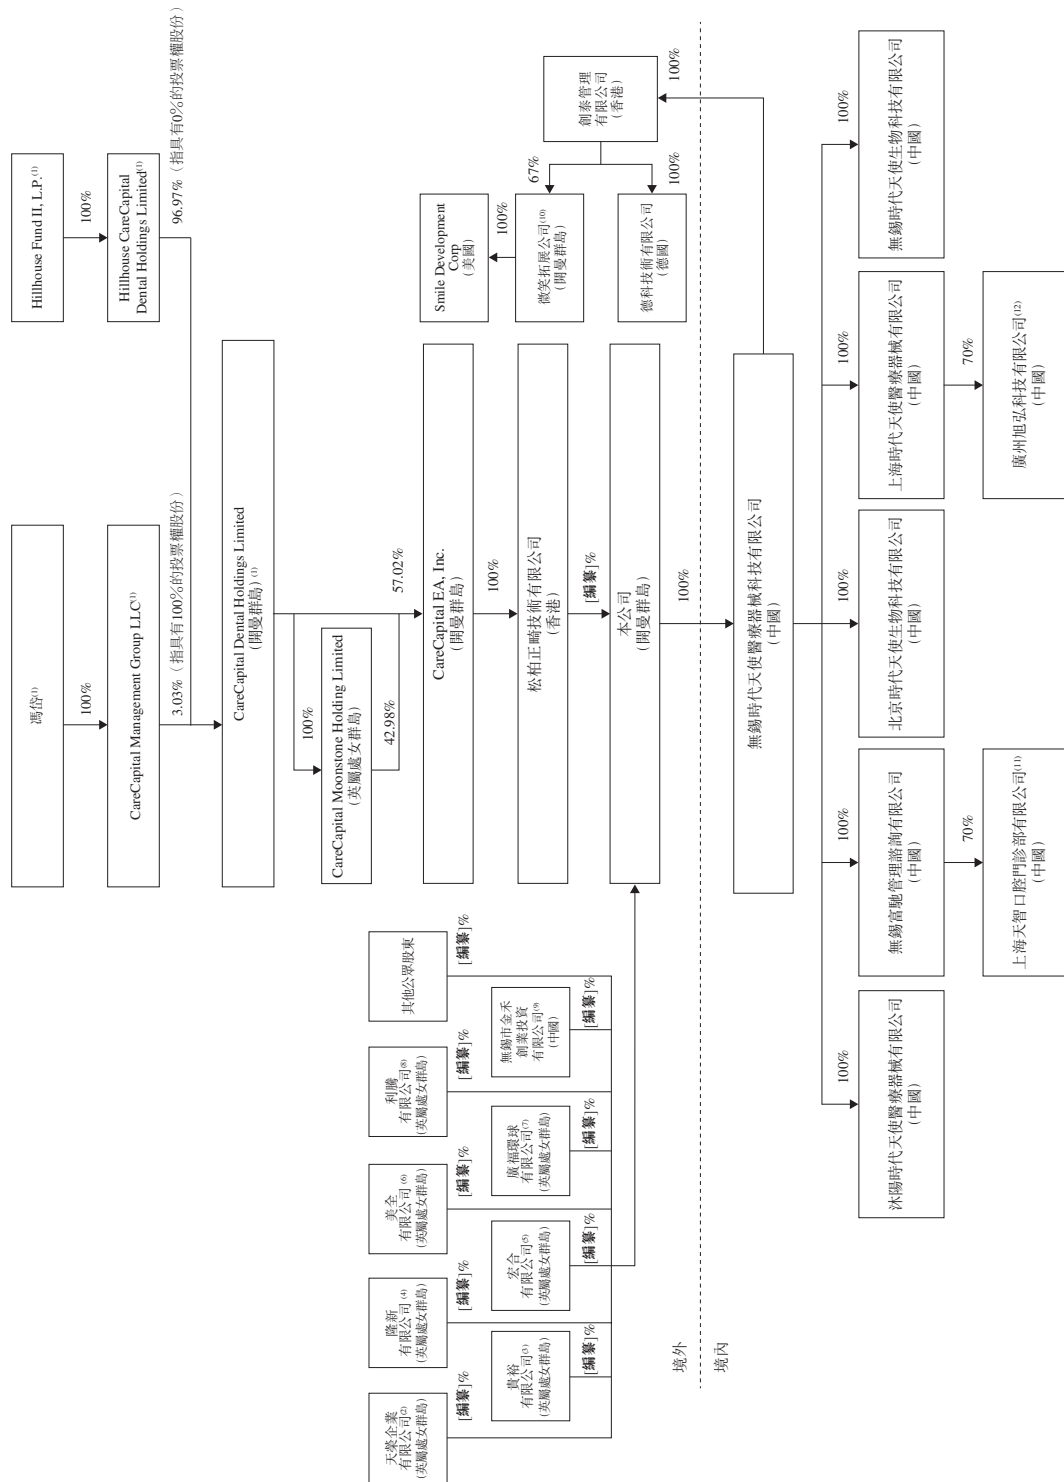 馮岱(1)
100%
CareCapital Management Group LLC(1)
3.03%（指具有100%的投票權股份）
Hillhouse Fund II, L.P.(1)
100%
Hillhouse CareCapital
Dental Holdings Limited(1)
96.97%（指具有0%的投票權股份）
CareCapital Dental Holdings Limited
（開曼群島）(1)
100%
CareCapital Moonstone Holding Limited
（英屬處女群島）
42.98%
57.02%
CareCapital EA, Inc.
（開曼群島）
100%
松柏正畸技術有限公司
（香港）
[編纂]%
本公司
（開曼群島）
100%
天榮企業
有限公司(2)
(英屬處女群島)
[編纂]%
隆新
有限公司(4)
(英屬處女群島)
[編纂]%
美全
有限公司(6)
(英屬處女群島)
[編纂]%
利騰
有限公司(8)
(英屬處女群島)
[編纂]%
其他公眾股東
[編纂]%
貴裕
有限公司(3)
(英屬處女群島)
[編纂]%
宏合
有限公司(5)
(英屬處女群島)
[編纂]%
廣福環球
有限公司(7)
(英屬處女群島)
[編纂]%
無錫市金禾
創業投資
有限公司(9)
(中國)
[編纂]%
Smile Development
Corp
（美國）
100%
微笑拓展公司(10)
（開曼群島）
67%
德科技術有限公司
（德國）
100%
創泰管理
有限公司
（香港）
100%
境外
境內
無錫時代天使醫療器械科技有限公司
（中國）
100%
沭陽時代天使醫療器械有限公司
（中國）
100%
無錫富馳管理諮詢有限公司
（中國）
70%
上海天智口腔門診部有限公司(11)
（中國）
100%
北京時代天使生物科技有限公司
（中國）
100%
上海時代天使醫療器械有限公司
（中國）
70%
廣州旭弘科技有限公司(12)
（中國）
100%
無錫時代天使生物科技有限公司
（中國）